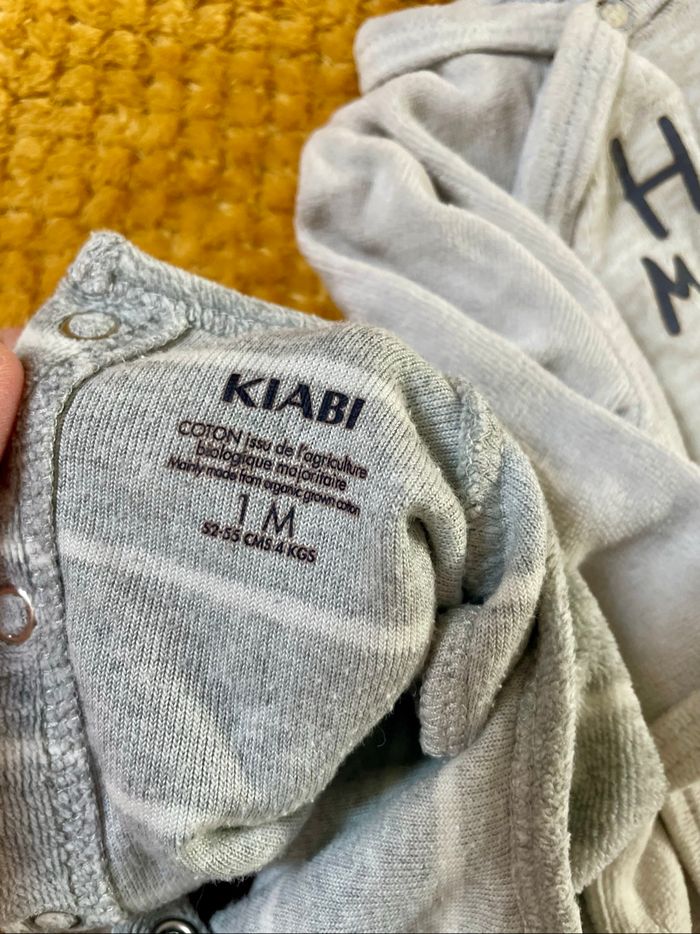 KIABI
COTON issu de l'agriculture
biologique majoritaire
Mainly made from organic grown cotton
1 M
52-55 CMS 4 KGS
H
M